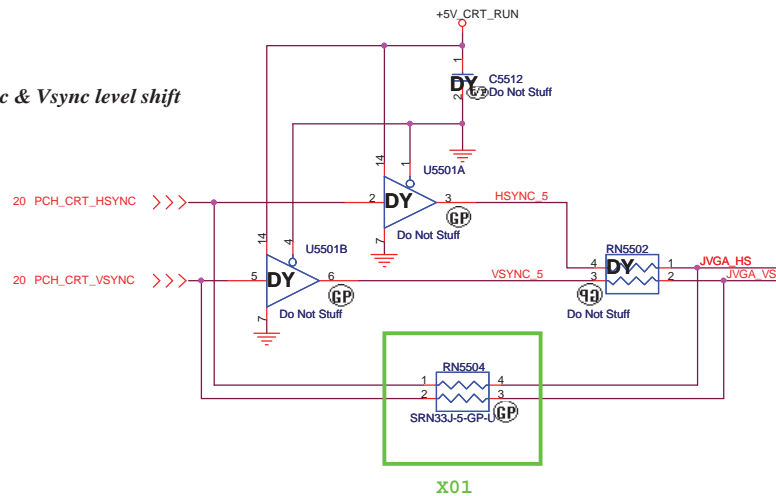 +5V_CRT_RUN
c & Vsync level shift
1
C5512
DY
2
Do Not Stuff
14
1
U5501A
20 PCH_CRT_HSYNC
2
DY
3
HSYNC_5
GP
7
Do Not Stuff
14
4
U5501B
RN5502
4
DY
1
JVGA_HS
20 PCH_CRT_VSYNC
5
DY
6
VSYNC_5
3
2
JVGA_VS
GP
GP
7
Do Not Stuff
Do Not Stuff
RN5504
1
4
2
3
SRN33J-5-GP-U
GP
X01